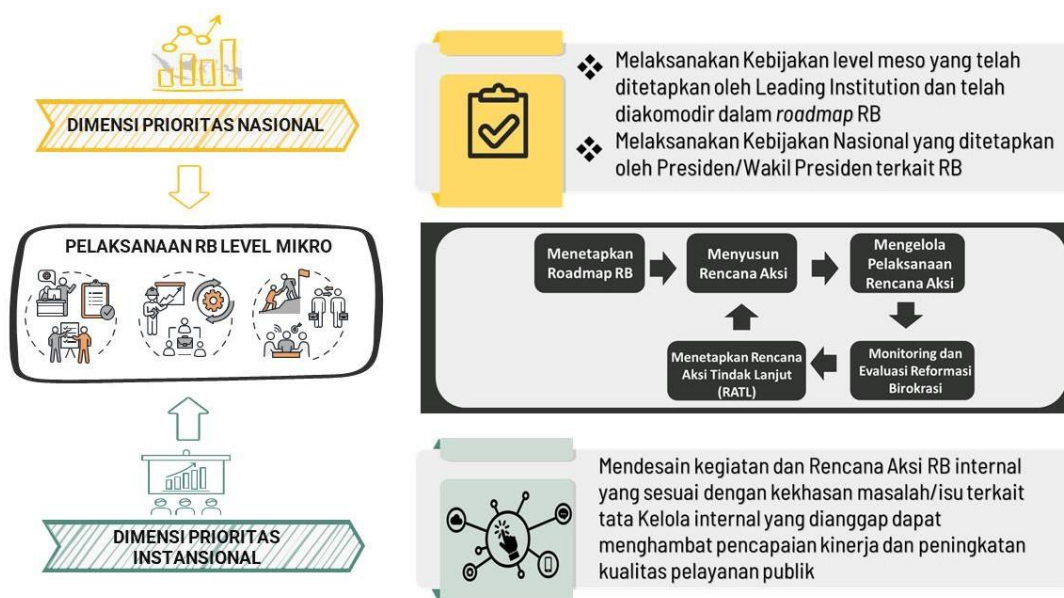 DIMENSI PRIORITAS NASIONAL
❖ Melaksanakan Kebijakan level meso yang telah
ditetapkan oleh Leading Institution dan telah
diakomodir dalam roadmap RB
❖ Melaksanakan Kebijakan Nasional yang ditetapkan
oleh Presiden/Wakil Presiden terkait RB
PELAKSANAAN RB LEVEL MIKRO
Menetapkan
Roadmap RB
Menyusun
Rencana Aksi
Mengelola
Pelaksanaan
Rencana Aksi
Monitoring dan
Evaluasi Reformasi
Birokrasi
Menetapkan Rencana
Aksi Tindak Lanjut
(RATL)
DIMENSI PRIORITAS
INSTANSIONAL
Mendesain kegiatan dan Rencana Aksi RB internal
yang sesuai dengan kekhasan masalah/isu terkait
tata Kelola internal yang dianggap dapat
menghambat pencapaian kinerja dan peningkatan
kualitas pelayanan publik